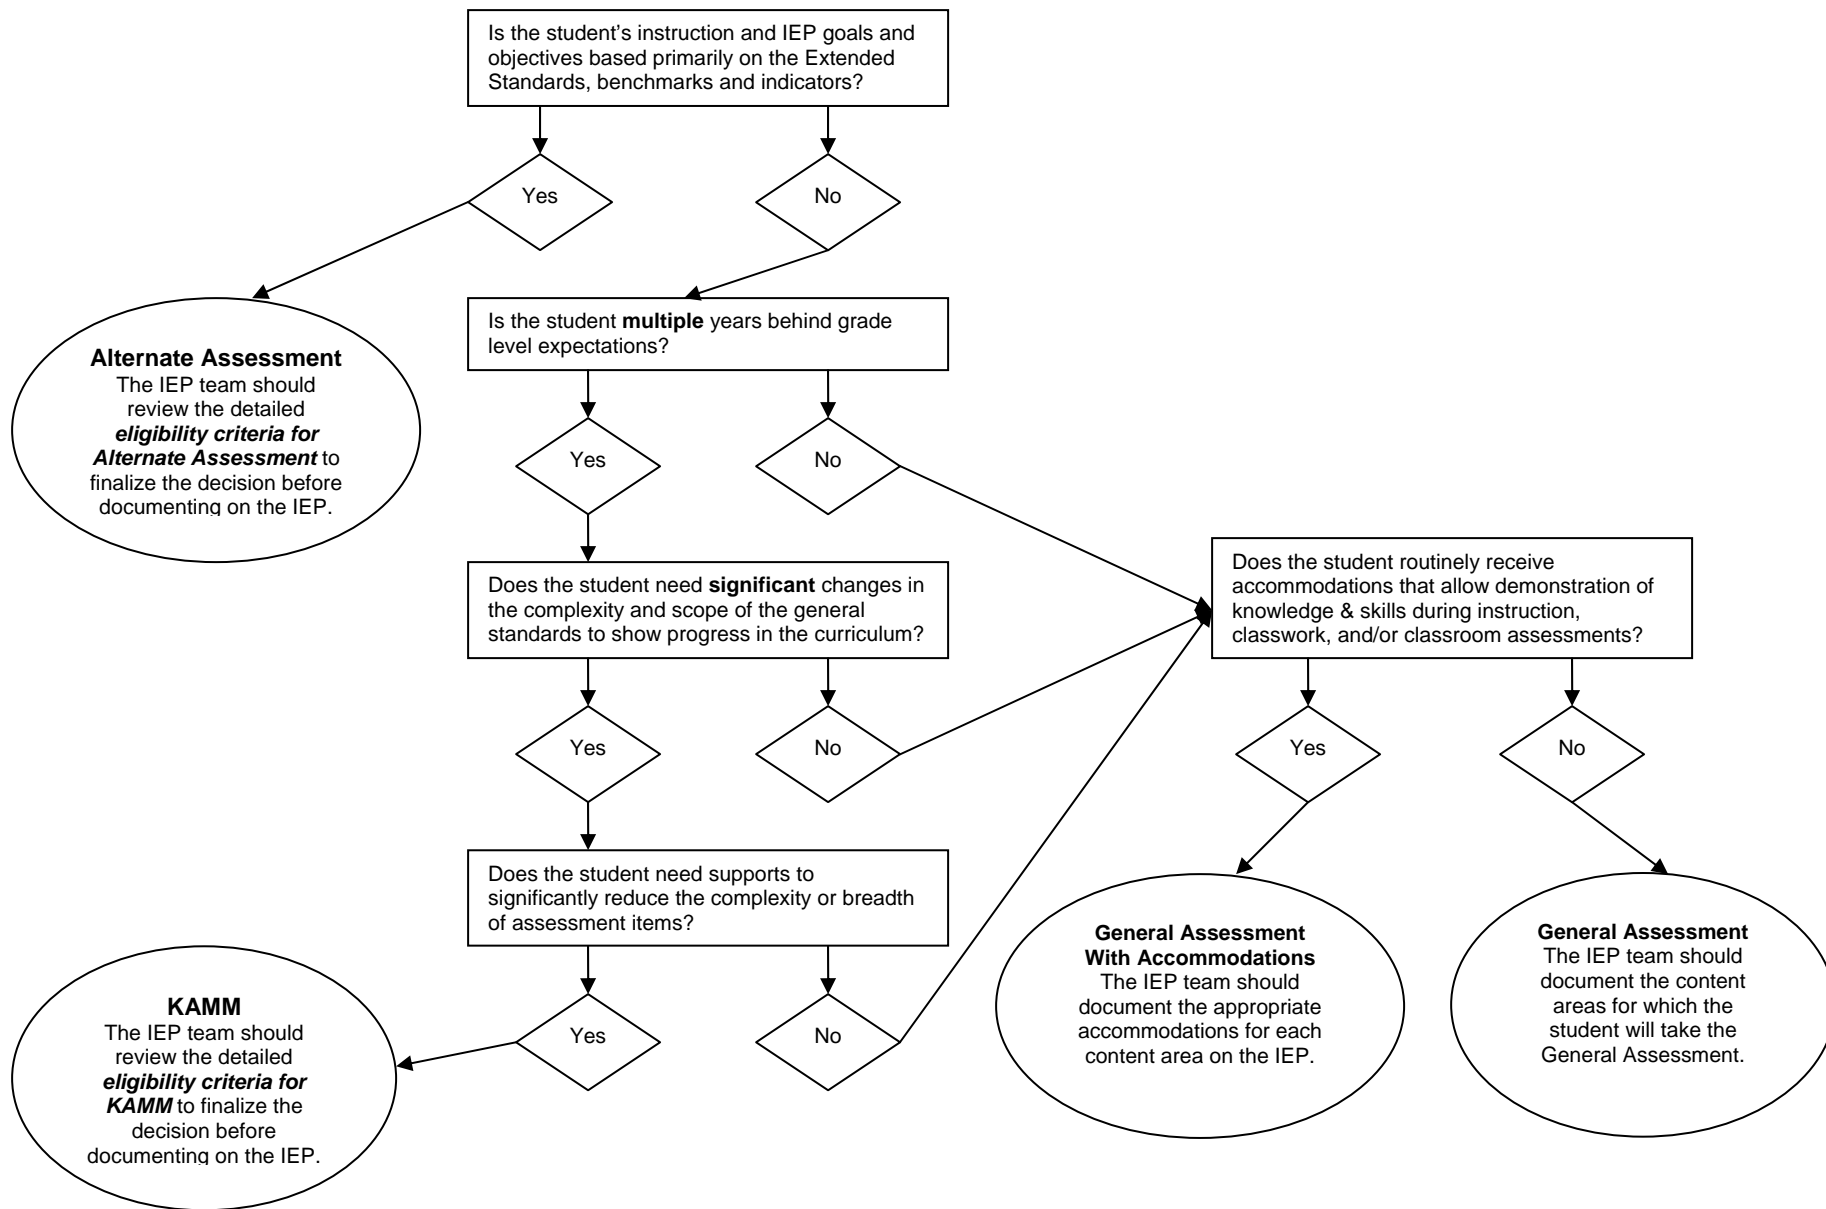 Is the student’s instruction and IEP goals and
objectives based primarily on the Extended
Standards, benchmarks and indicators?
Yes
No
Is the student multiple years behind grade
level expectations?
Alternate Assessment
The IEP team should
review the detailed
eligibility criteria for
Alternate Assessment to
finalize the decision before
documenting on the IEP.
Yes
No
Does the student need significant changes in
the complexity and scope of the general
standards to show progress in the curriculum?
Does the student routinely receive
accommodations that allow demonstration of
knowledge & skills during instruction,
classwork, and/or classroom assessments?
Yes
No
Yes
No
Does the student need supports to
significantly reduce the complexity or breadth
of assessment items?
General Assessment
With Accommodations
The IEP team should
document the appropriate
accommodations for each
content area on the IEP.
General Assessment
The IEP team should
document the content
areas for which the
student will take the
General Assessment.
KAMM
The IEP team should
review the detailed
eligibility criteria for
KAMM to finalize the
decision before
documenting on the IEP.
Yes
No